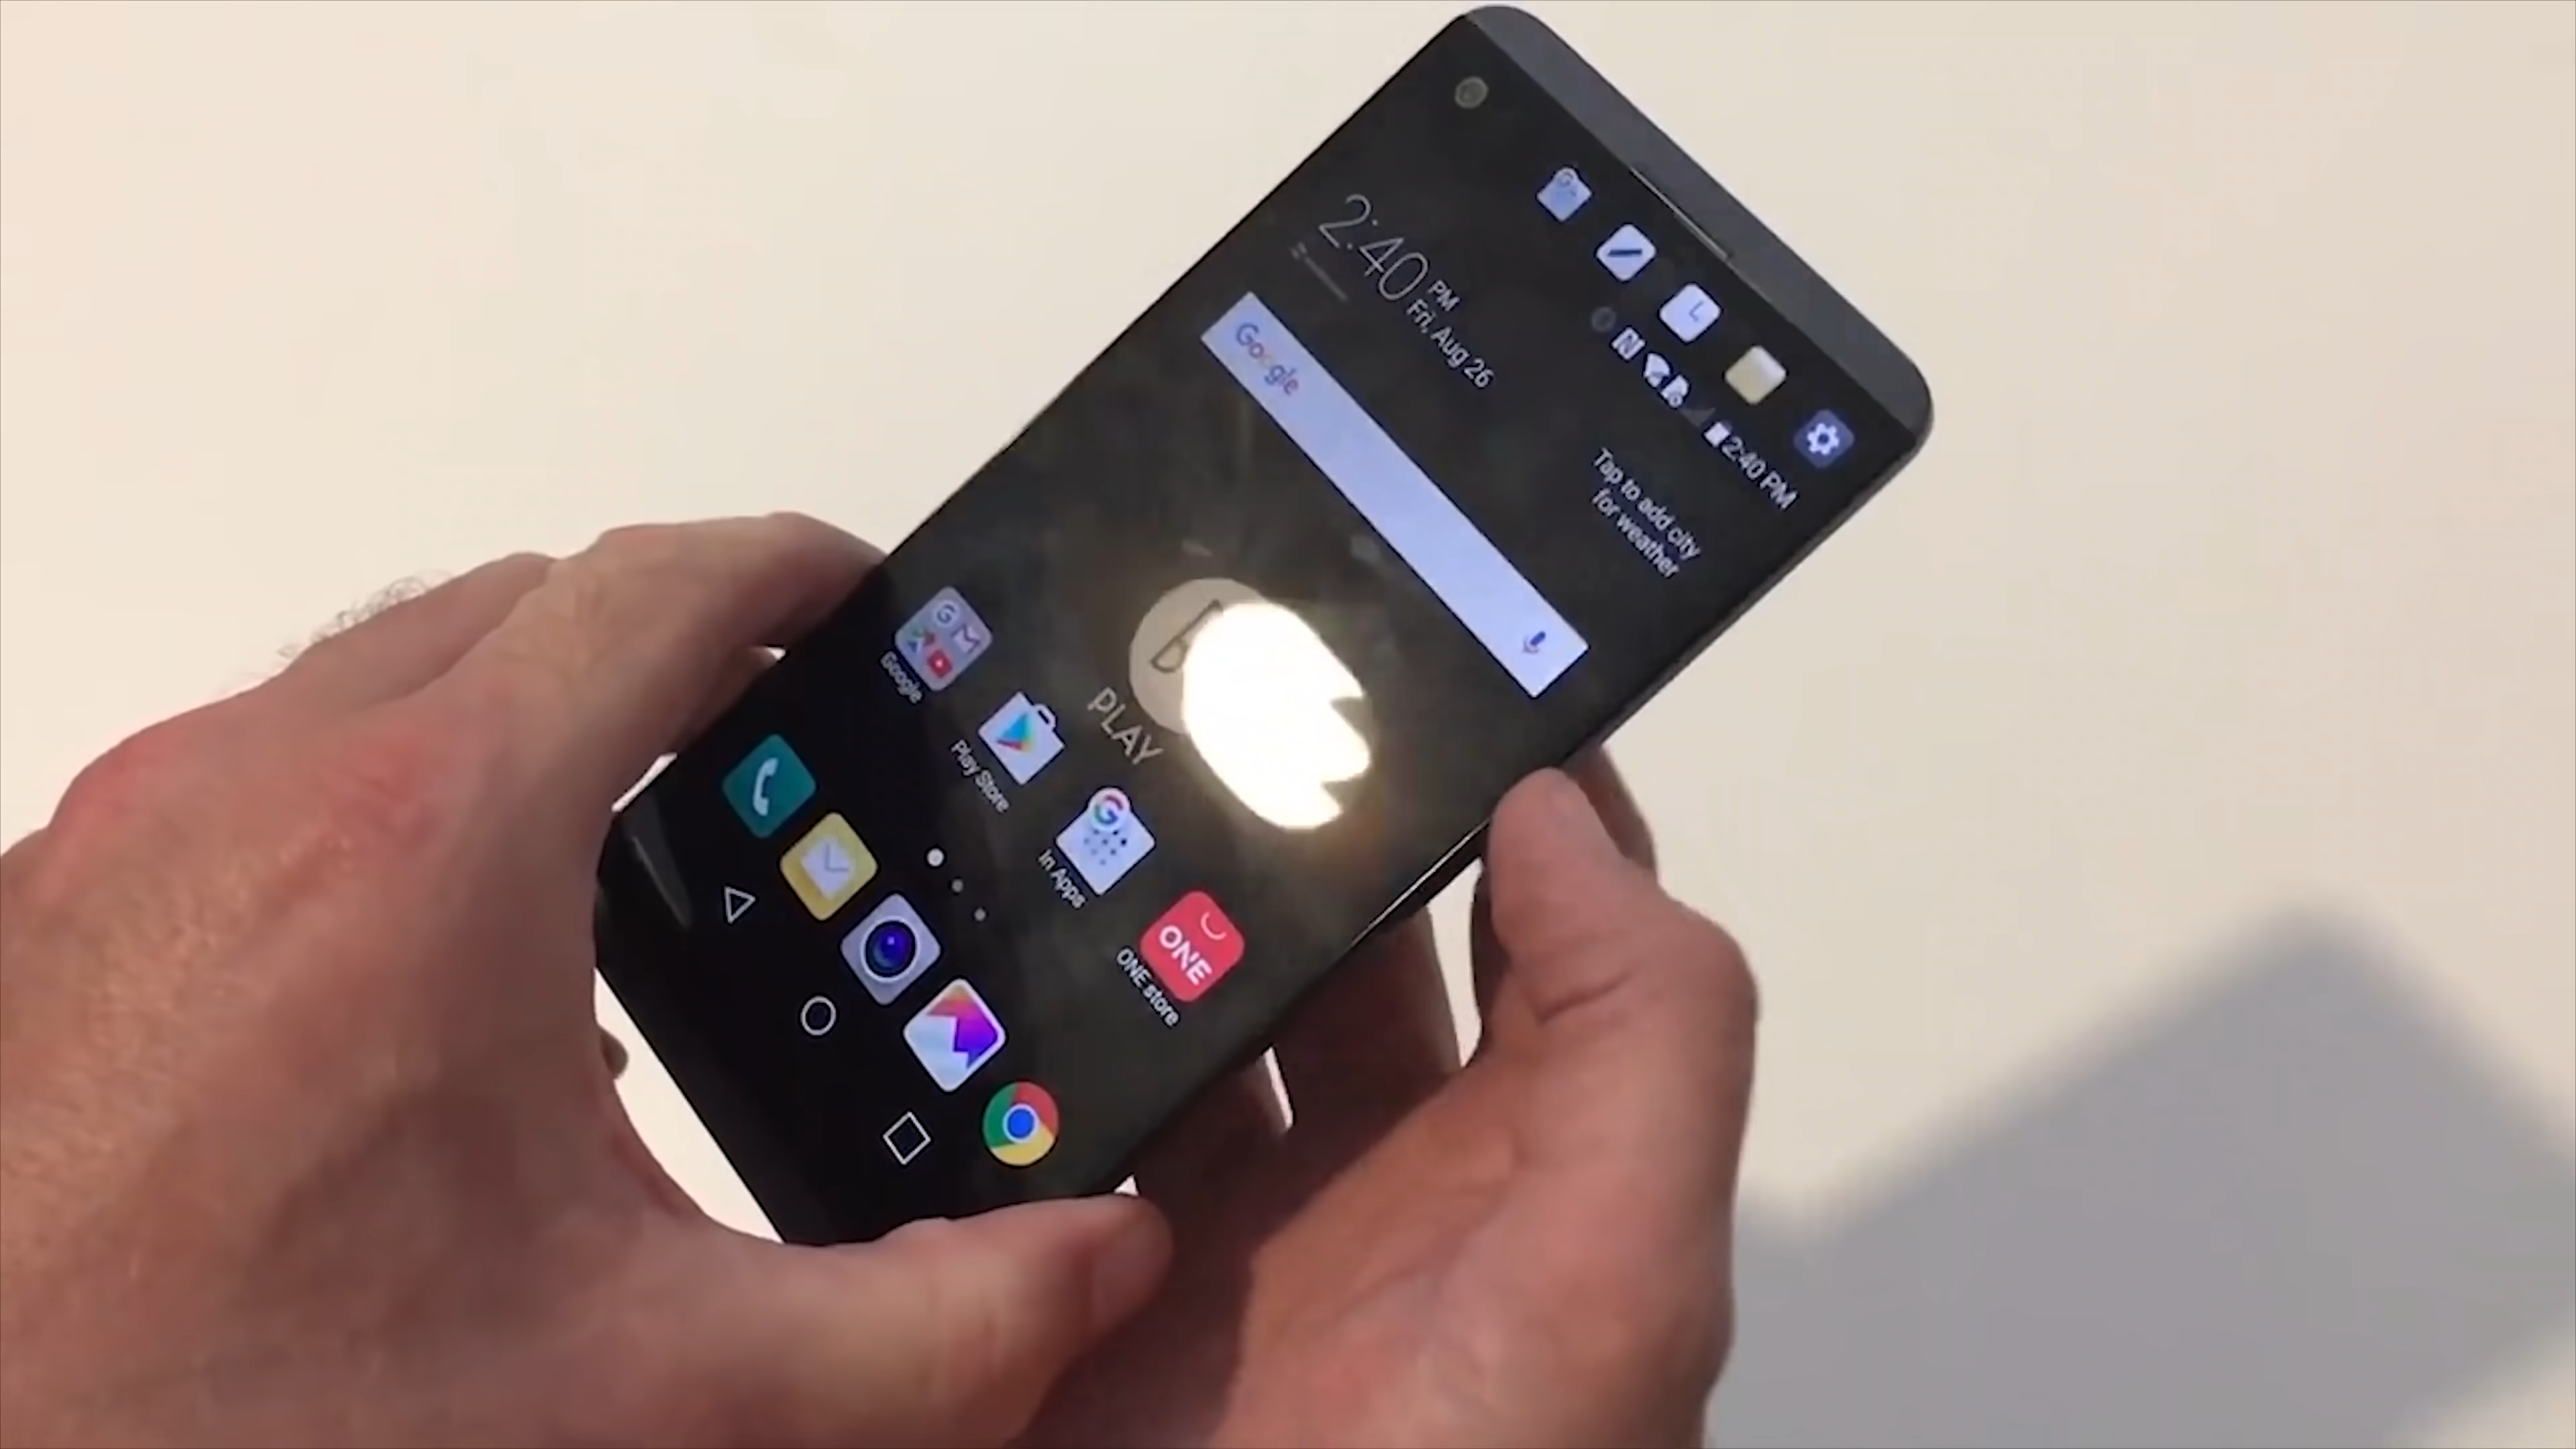 2:40 PM
2:40 PM
Fri, Aug 26
Tap to add city
for weather
Google
PLAY
Google
Play Store
In Apps
ONE
ONE store